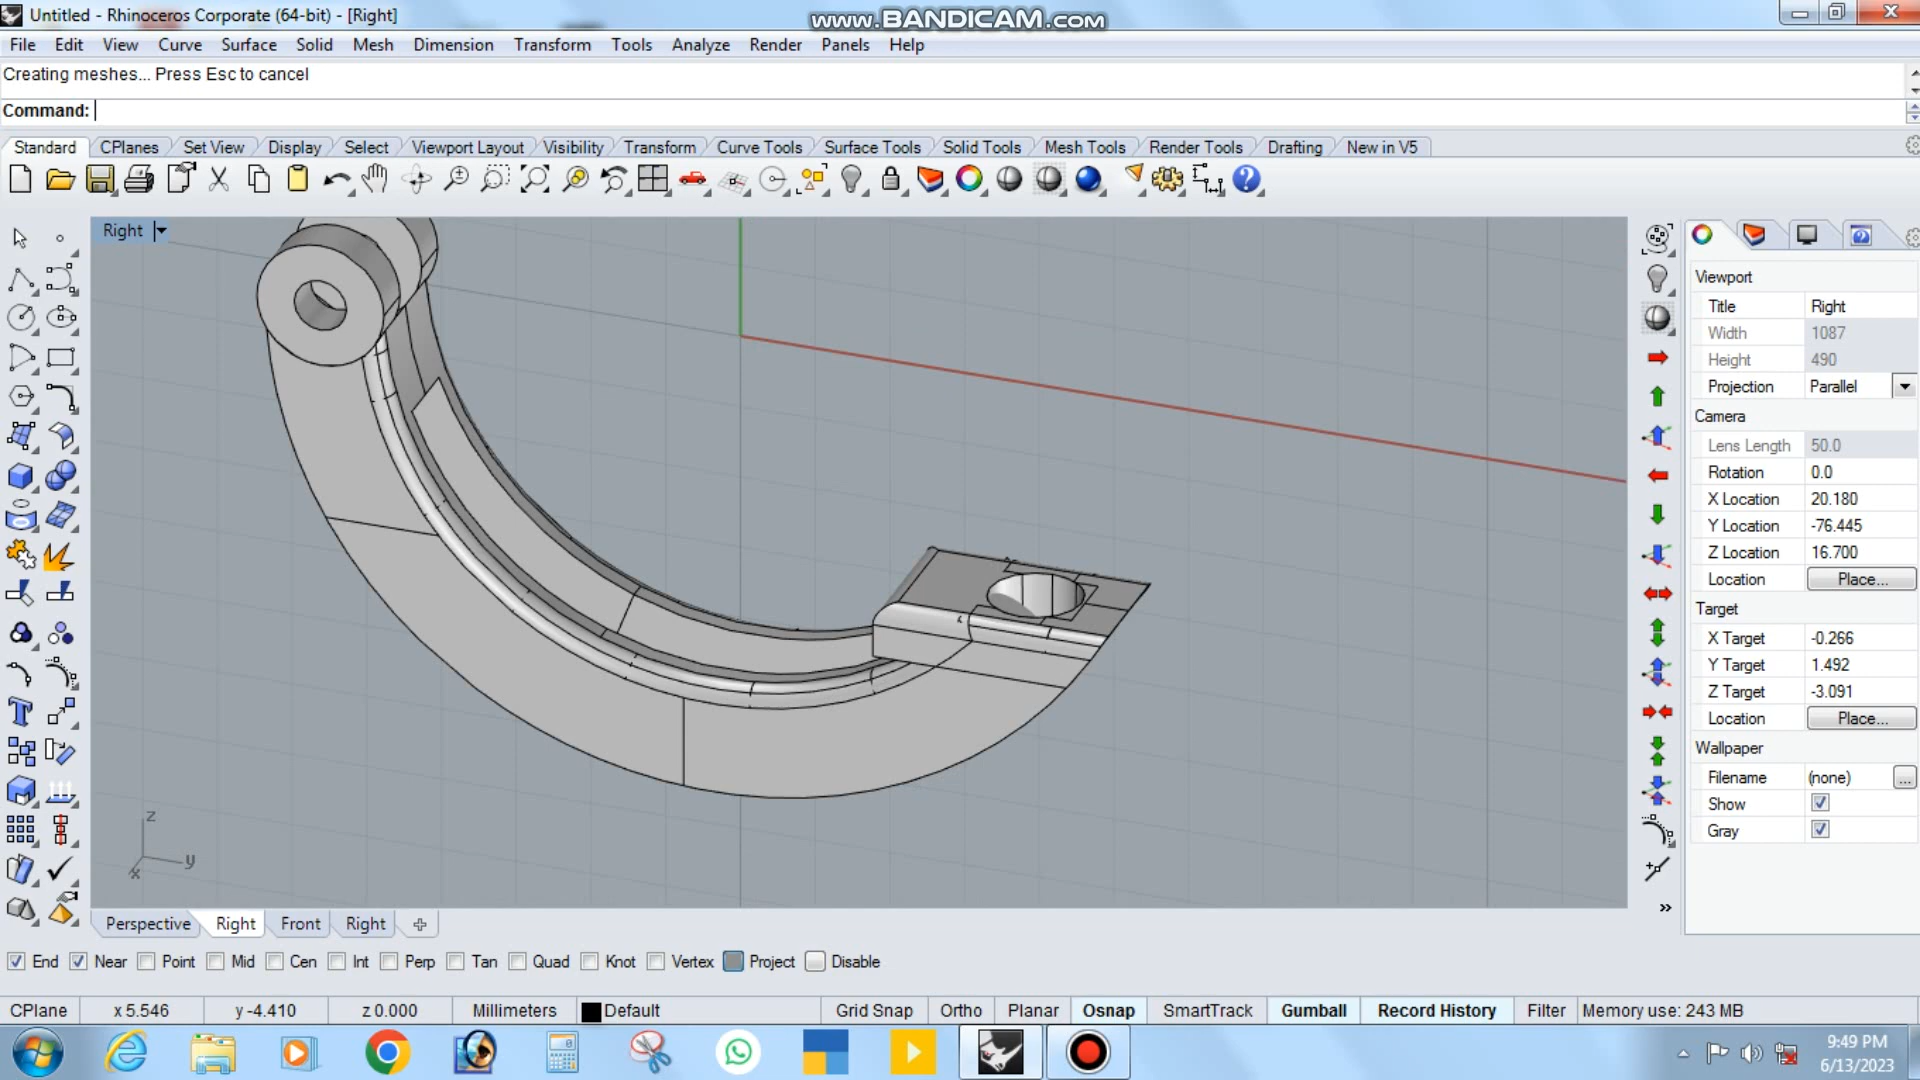 Untitled - Rhinoceros Corporate (64-bit) - [Right]
www.BANDICAM.com
File Edit View Curve Surface Solid Mesh Dimension Transform Tools Analyze Render Panels Help
Creating meshes... Press Esc to cancel
Command:
Standard CPlanes Set View Display Select Viewport Layout Visibility Transform Curve Tools Surface Tools Solid Tools Mesh Tools Render Tools Drafting New in V5
Right
Viewport
Title Right
Width 1087
Height 490
Projection Parallel
Camera
Lens Length 50.0
Rotation 0.0
X Location 20.180
Y Location -76.445
Z Location 16.700
Location Place...
Target
X Target -0.266
Y Target 1.492
Z Target -3.091
Location Place...
Wallpaper
Filename (none) ...
Show
Gray
z
y
x
Perspective Right Front Right
End Near Point Mid Cen Int Perp Tan Quad Knot Vertex Project Disable
CPlane x 5.546 y -4.410 z 0.000 Millimeters Default Grid Snap Ortho Planar Osnap SmartTrack Gumball Record History Filter Memory use: 243 MB
9:49 PM
6/13/2023